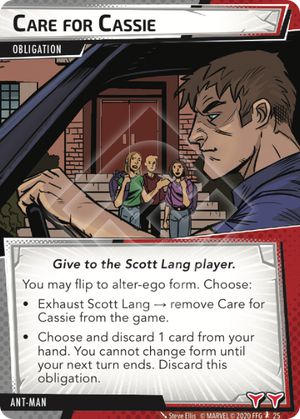 CARE FOR CASSIE
OBLIGATION
Give to the Scott Lang player.
You may flip to alter-ego form. Choose:
• Exhaust Scott Lang → remove Care for
Cassie from the game.
• Choose and discard 1 card from your
hand. You cannot change form until
your next turn ends. Discard this
obligation.
ANT-MAN
Steve Ellis © MARVEL © 2020 FFG 25